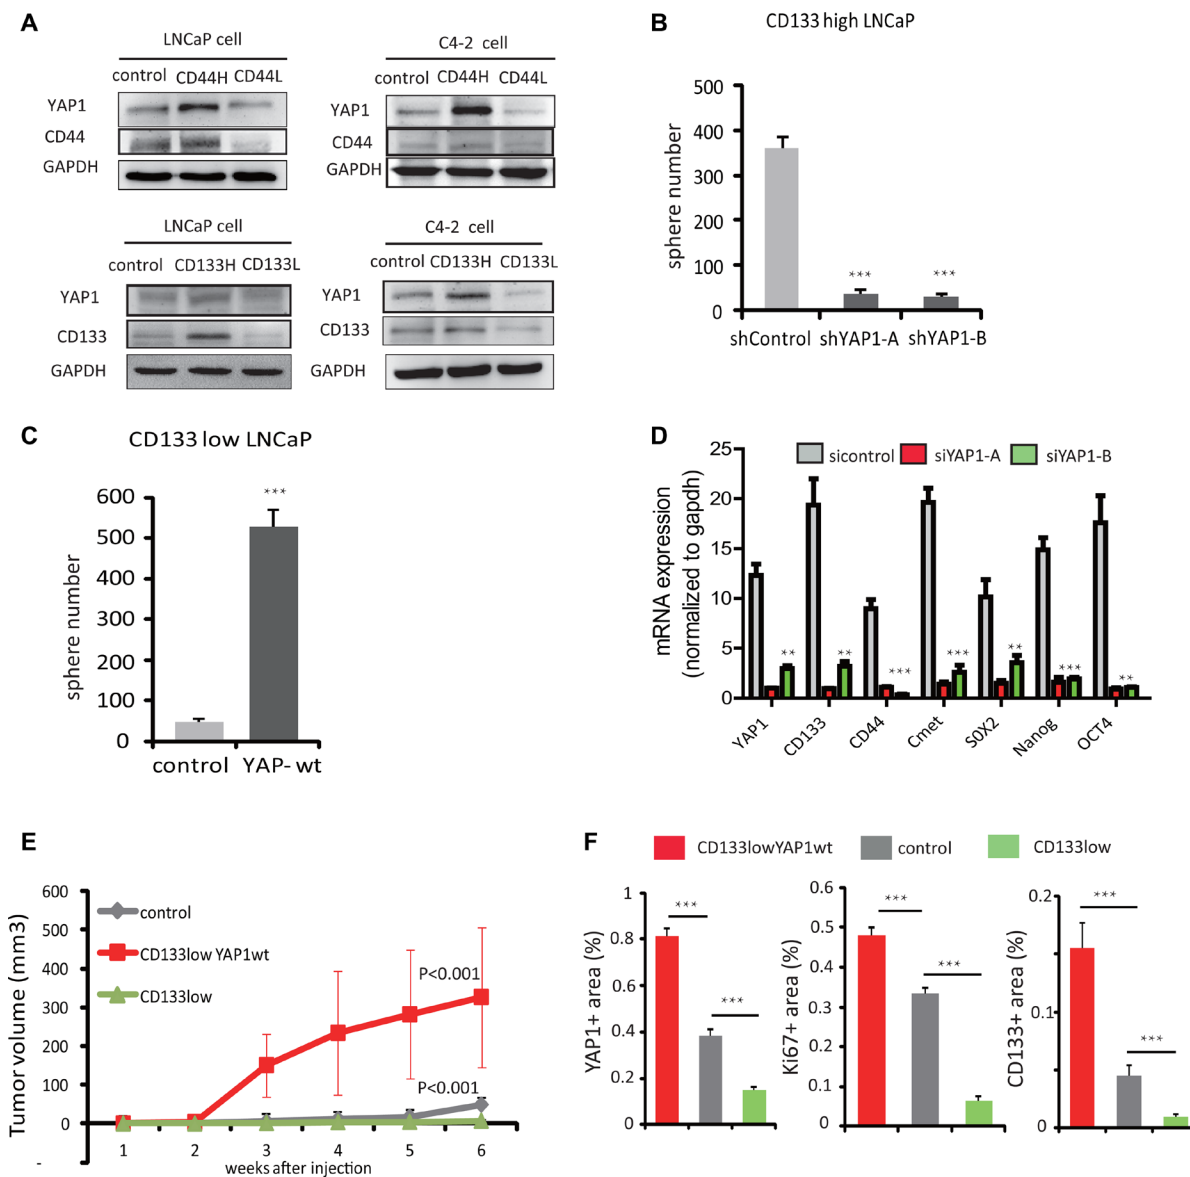 A
LNCaP cell
control CD44H CD44L
YAP1
CD44
GAPDH
C4-2 cell
control CD44H CD44L
YAP1
CD44
GAPDH
LNCaP cell
control CD133H CD133L
YAP1
CD133
GAPDH
C4-2 cell
control CD133H CD133L
YAP1
CD133
GAPDH
B
CD133 high LNCaP
sphere number
500
400
300
200
100
0
***
***
shControl shYAP1-A shYAP1-B
C
CD133 low LNCaP
sphere number
600
500
400
300
200
100
0
***
control YAP- wt
D
sicontrol siYAP1-A siYAP1-B
mRNA expression
(normalized to gapdh)
25
20
15
10
5
0
** ** *** *** ** *** **
YAP1 CD133 CD44 Cmet SOX2 Nanog OCT4
E
Tumor volume (mm3)
600
500
400
300
200
100
0
-
control
CD133low YAP1wt
CD133low
P<0.001
P<0.001
1 2 3 4 5 6
weeks after injection
F
CD133lowYAP1wt control CD133low
YAP1+ area (%)
1
0.8
0.6
0.4
0.2
0
***
***
Ki67+ area (%)
0.6
0.5
0.4
0.3
0.2
0.1
0
***
***
CD133+ area (%)
0.2
0.1
0
***
***